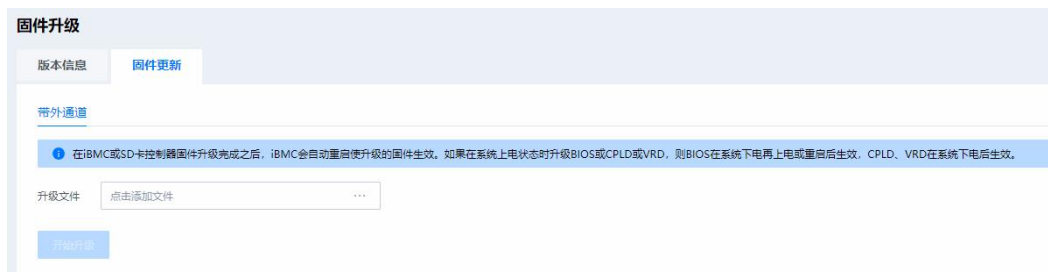 固件升级
版本信息 固件更新
带外通道
在iBMC或SD卡控制器固件升级完成之后，iBMC会自动重启使升级的固件生效。如果在系统上电状态时升级BIOS或CPLD或VRD，则BIOS在系统下电再上电或重启后生效，CPLD、VRD在系统下电后生效。
升级文件 点击添加文件 ...
开始升级